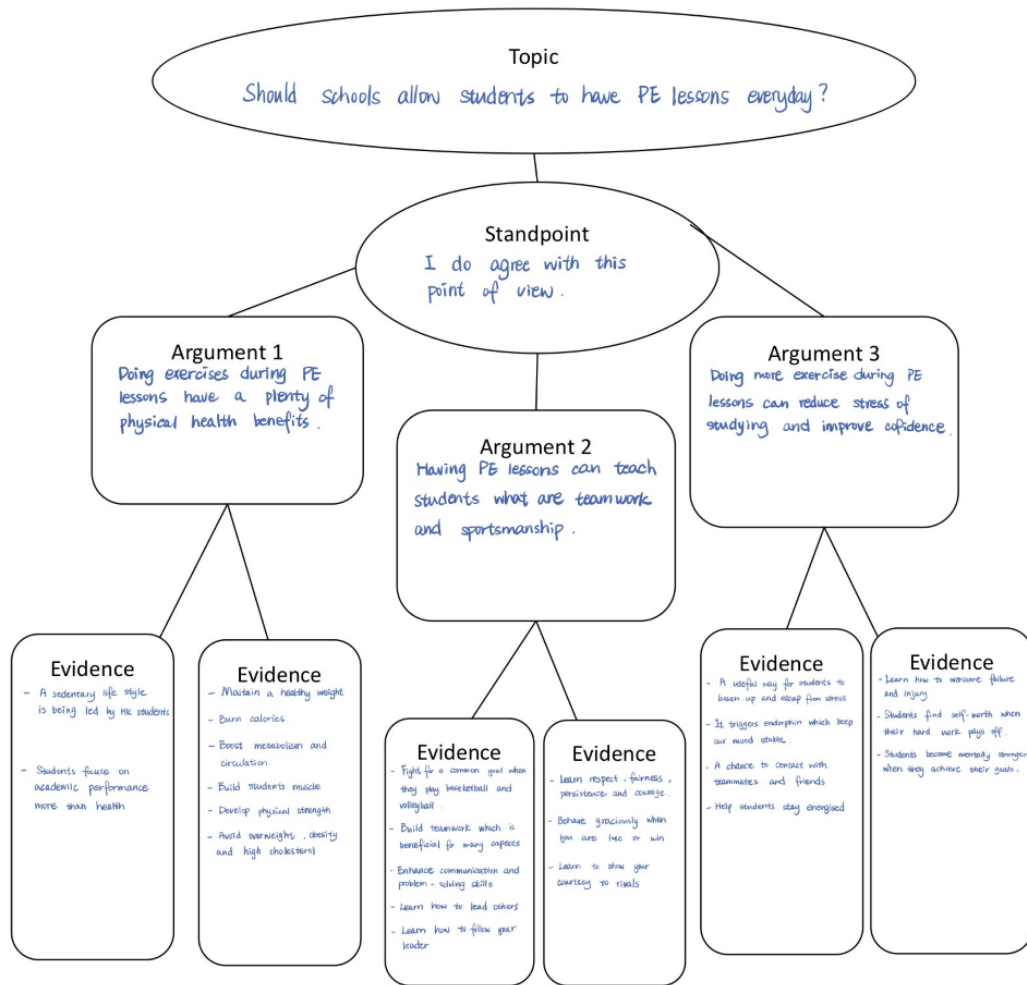 Topic
Should schools allow students to have PE lessons everyday?
Standpoint
I do agree with this
point of view.
Argument 1
Doing exercises during PE
lessons have a plenty of
physical health benefits.
Argument 2
Having PE lessons can teach
students what are teamwork
and sportsmanship.
Argument 3
Doing more exercise during PE
lessons can reduce stress of
studying and improve cofidence.
Evidence
- A sedentary life style
is being led by HK students
- Students focus on
academic performance
more than health
Evidence
- Maitain a healthy weight
- Burn calories
- Boost metabolism and
circulation
- Build students muscle
- Develop physical strength
- Avoid overweight, obesity
and high cholesterol
Evidence
- Fight for a common goal when
they play basketball and
volleyball.
- Build teamwork which is
beneficial for many aspects
- Enhance communication and
problem-solving skills
- Learn how to lead others
- Learn how to follow your
leader
Evidence
- Learn respect, fairness,
persistence and courage.
- Behave graciously when
you are lose or win
- Learn to show your
courtesy to rivals
Evidence
- A useful way for students to
loosen up and escap from stress
- It triggers endorphin which keep
our mood stable.
- A chance to contact with
teammates and friends
- Help students stay energised
Evidence
- Learn how to overcome failure
and injury
- Students find self-worth when
their hard work pays off.
- Students become mentally stronger
when they achieve their goals.